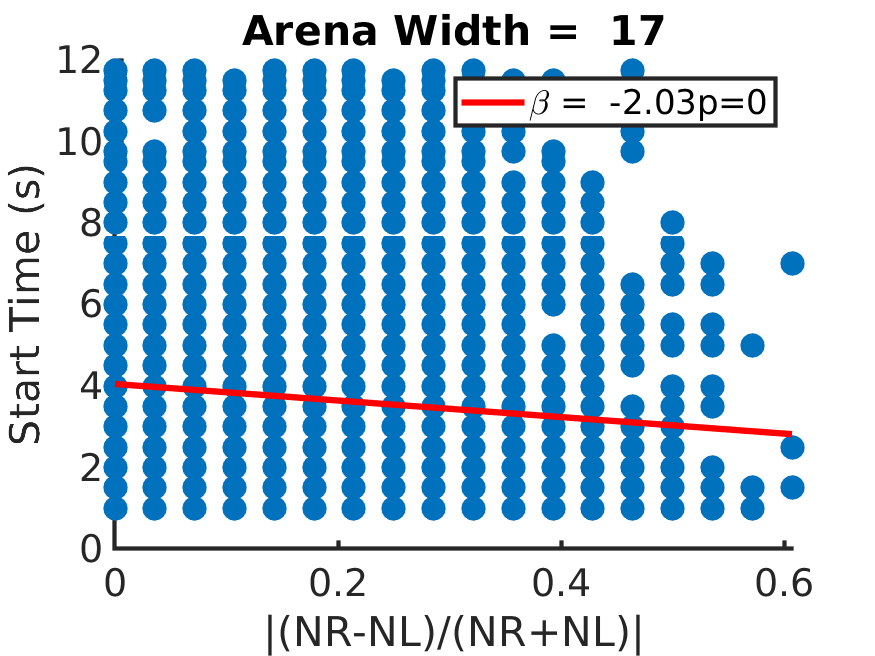 Arena Width = 17
β = -2.03p=0
Start Time (s)
12
10
8
6
4
2
0
0 0.2 0.4 0.6
|(NR-NL)/(NR+NL)|